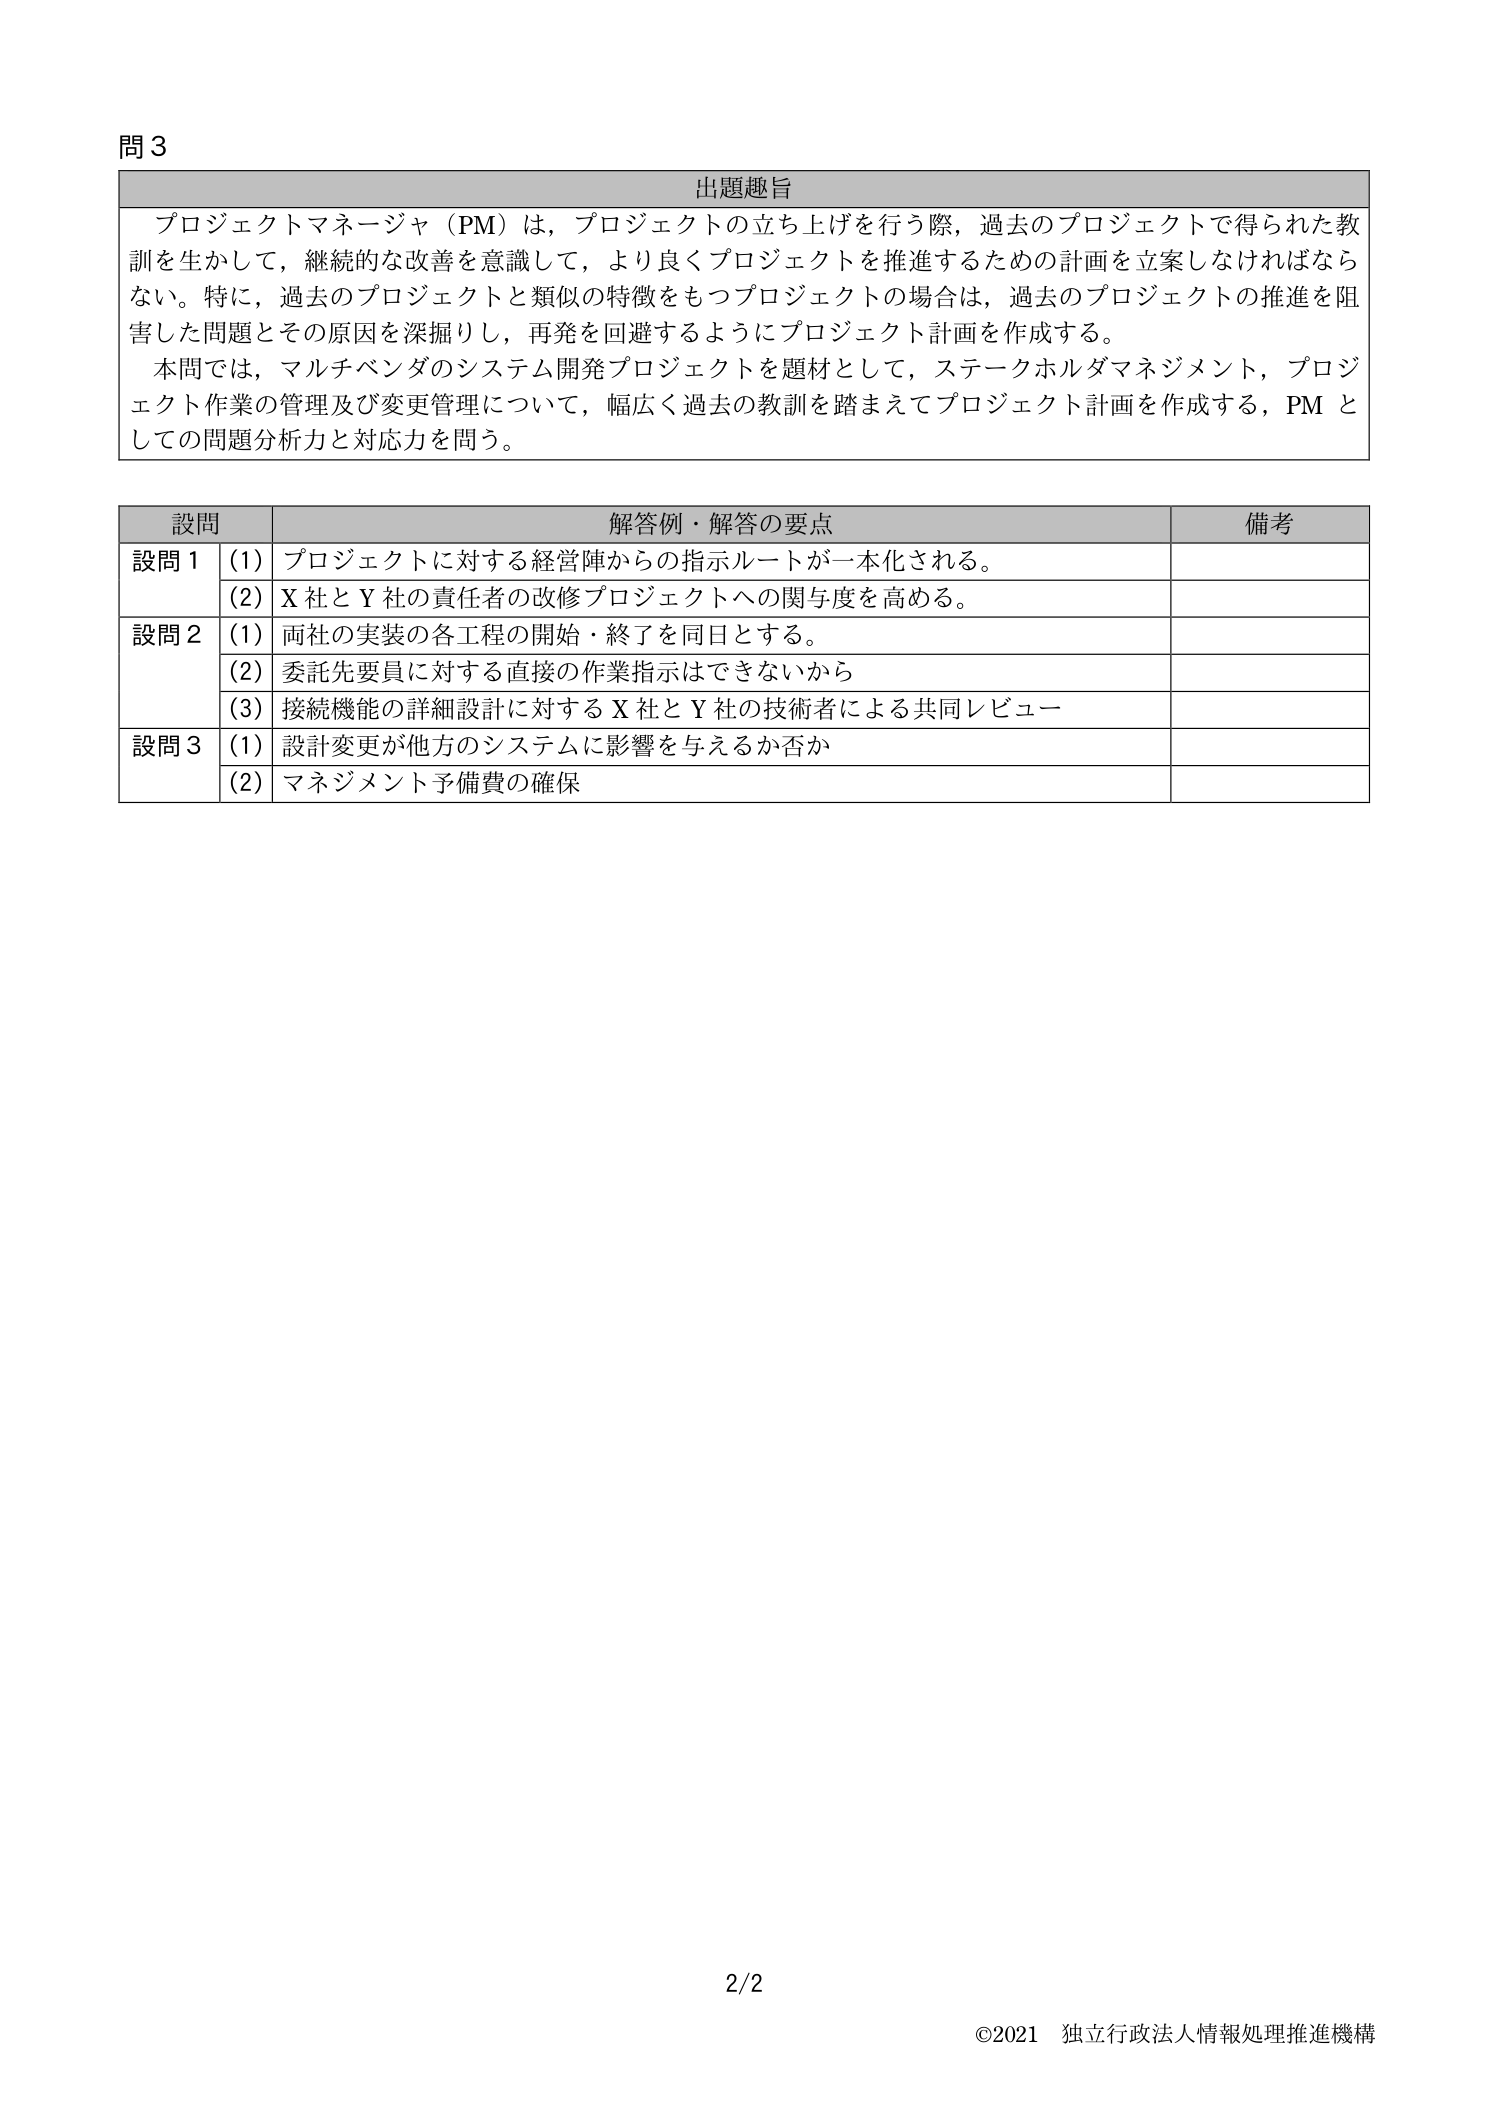 問３
出題趣旨
プロジェクトマネージャ（PM）は，プロジェクトの立ち上げを行う際，過去のプロジェクトで得られた教
訓を生かして，継続的な改善を意識して，より良くプロジェクトを推進するための計画を立案しなければなら
ない。特に，過去のプロジェクトと類似の特徴をもつプロジェクトの場合は，過去のプロジェクトの推進を阻
害した問題とその原因を深掘りし，再発を回避するようにプロジェクト計画を作成する。
本問では，マルチベンダのシステム開発プロジェクトを題材として，ステークホルダマネジメント，プロジ
ェクト作業の管理及び変更管理について，幅広く過去の教訓を踏まえてプロジェクト計画を作成する，PM と
しての問題分析力と対応力を問う。
設問 解答例・解答の要点 備考
設問１ (1) プロジェクトに対する経営陣からの指示ルートが一本化される。
(2) X 社と Y 社の責任者の改修プロジェクトへの関与度を高める。
設問２ (1) 両社の実装の各工程の開始・終了を同日とする。
(2) 委託先要員に対する直接の作業指示はできないから
(3) 接続機能の詳細設計に対する X 社と Y 社の技術者による共同レビュー
設問３ (1) 設計変更が他方のシステムに影響を与えるか否か
(2) マネジメント予備費の確保
2/2
©2021　独立行政法人情報処理推進機構